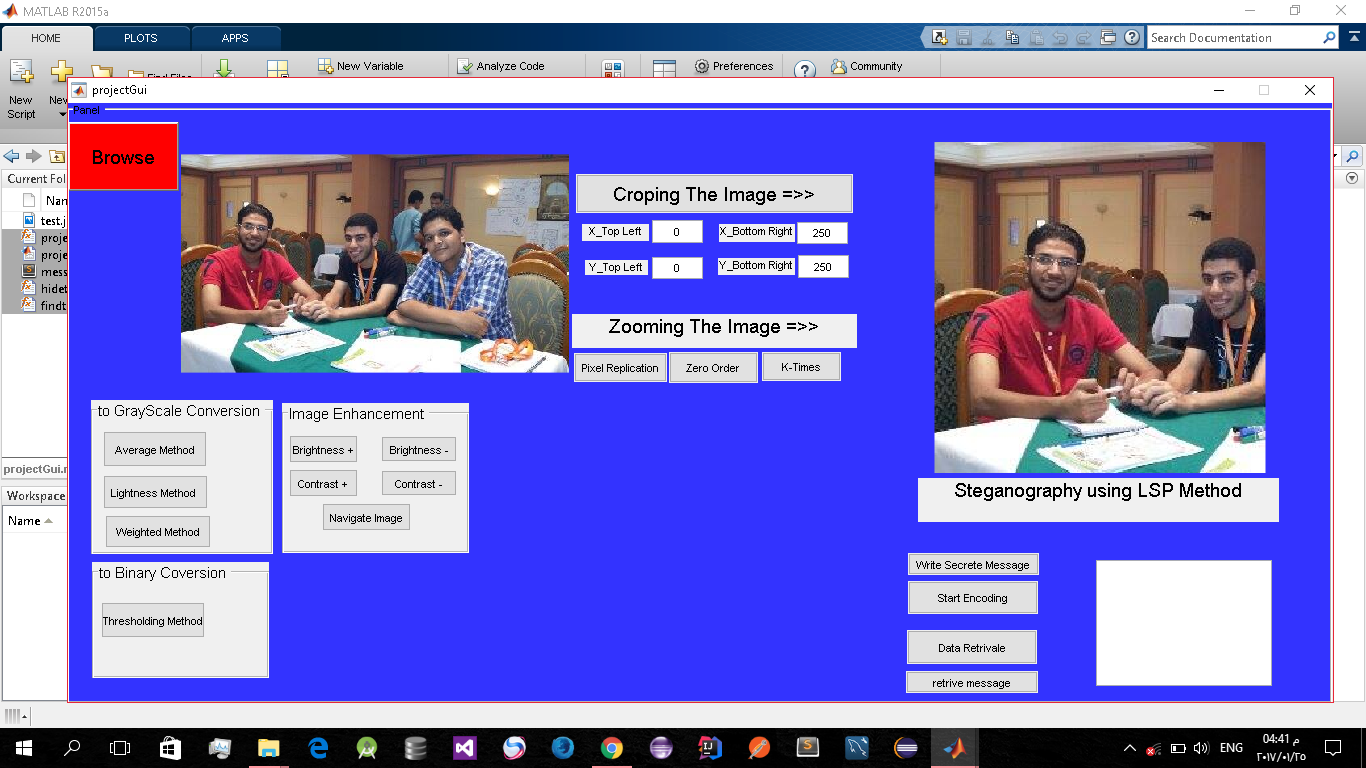 MATLAB R2015a
HOME
PLOTS
APPS
Search Documentation
New Variable
Analyze Code
Preferences
Community
New
Script
New
Find Files
projectGui
Panel
Browse
Current Fol
Nam
test.j
proje
proje
mess
hidet
findt
projectGui.m
Workspace
Name
Croping The Image =>>
X_Top Left
0
X_Bottom Right
250
Y_Top Left
0
Y_Bottom Right
250
Zooming The Image =>>
Pixel Replication
Zero Order
K-Times
to GrayScale Conversion
Average Method
Lightness Method
Weighted Method
Image Enhancement
Brightness +
Brightness -
Contrast +
Contrast -
Navigate Image
to Binary Coversion
Thresholding Method
Steganography using LSP Method
Write Secrete Message
Start Encoding
Data Retrivale
retrive message
ENG
04:41 م
٢٠١٧/٠١/٢٥